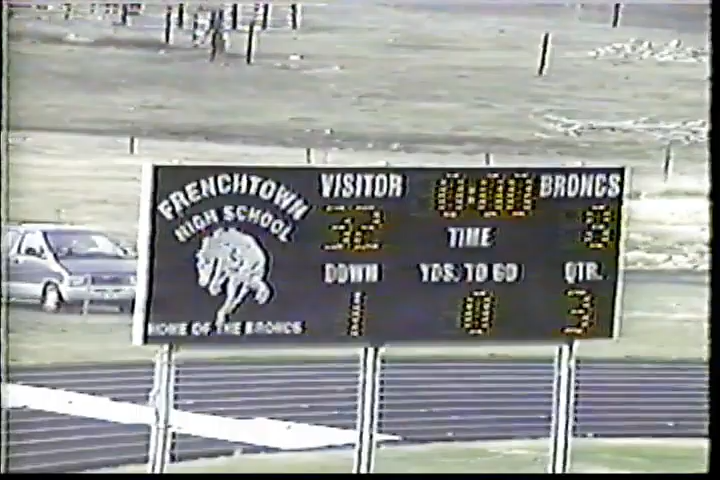 FRENCHTOWN
HIGH SCHOOL
HOME OF THE BRONCS
VISITOR 0:00 BRONCS
32 TIME 8
DOWN YDS. TO GO QTR.
1 0 3